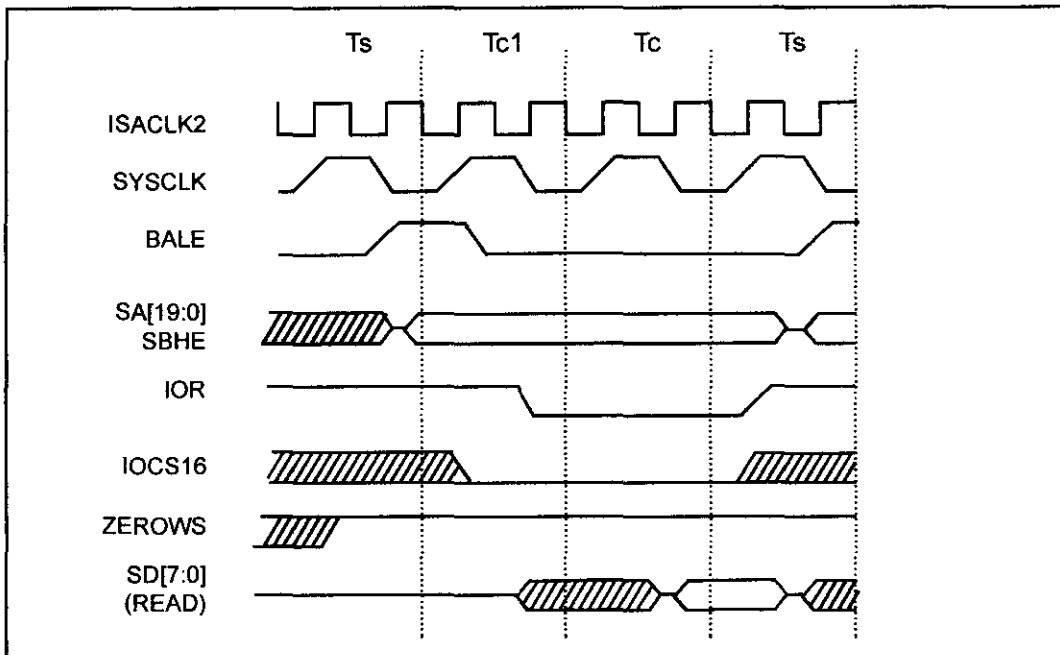 Ts Tc1 Tc Ts
ISACLK2
SYSCLK
BALE
SA[19:0]
SBHE
IOR
IOCS16
ZEROWS
SD[7:0]
(READ)